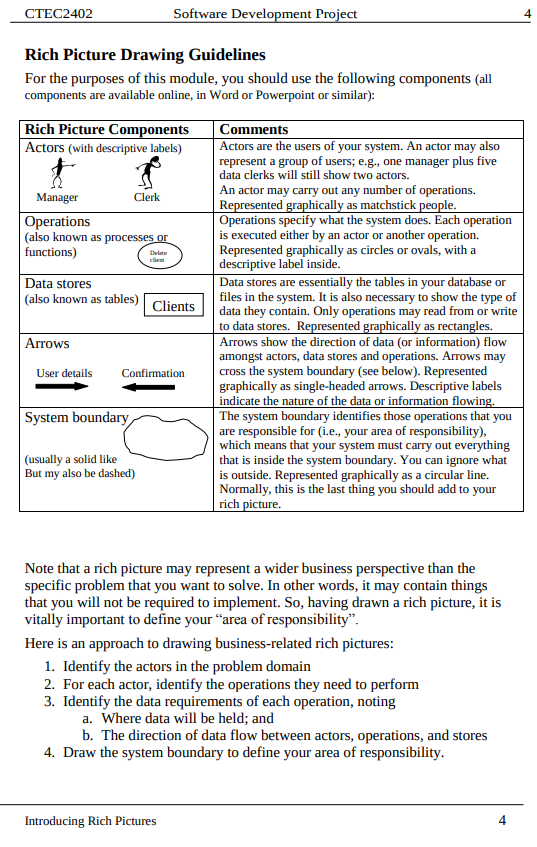 CTEC2402 Software Development Project 4
Rich Picture Drawing Guidelines
For the purposes of this module, you should use the following components (all
components are available online, in Word or Powerpoint or similar):
Rich Picture Components
Comments
Actors (with descriptive labels)
Manager Clerk
Actors are the users of your system. An actor may also
represent a group of users; e.g., one manager plus five
data clerks will still show two actors.
An actor may carry out any number of operations.
Represented graphically as matchstick people.
Operations
(also known as processes or
functions)
Delete
client
Operations specify what the system does. Each operation
is executed either by an actor or another operation.
Represented graphically as circles or ovals, with a
descriptive label inside.
Data stores
(also known as tables)
Clients
Data stores are essentially the tables in your database or
files in the system. It is also necessary to show the type of
data they contain. Only operations may read from or write
to data stores. Represented graphically as rectangles.
Arrows
User details Confirmation
Arrows show the direction of data (or information) flow
amongst actors, data stores and operations. Arrows may
cross the system boundary (see below). Represented
graphically as single-headed arrows. Descriptive labels
indicate the nature of the data or information flowing.
System boundary
(usually a solid like
But my also be dashed)
The system boundary identifies those operations that you
are responsible for (i.e., your area of responsibility),
which means that your system must carry out everything
that is inside the system boundary. You can ignore what
is outside. Represented graphically as a circular line.
Normally, this is the last thing you should add to your
rich picture.
Note that a rich picture may represent a wider business perspective than the
specific problem that you want to solve. In other words, it may contain things
that you will not be required to implement. So, having drawn a rich picture, it is
vitally important to define your “area of responsibility”.
Here is an approach to drawing business-related rich pictures:
1. Identify the actors in the problem domain
2. For each actor, identify the operations they need to perform
3. Identify the data requirements of each operation, noting
a. Where data will be held; and
b. The direction of data flow between actors, operations, and stores
4. Draw the system boundary to define your area of responsibility.
Introducing Rich Pictures 4